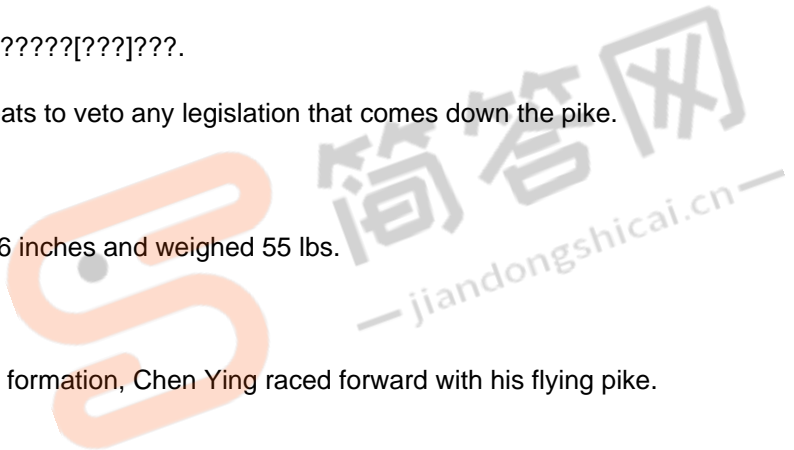 ?????[???]???.
ats to veto any legislation that comes down the pike.
6 inches and weighed 55 lbs.
formation, Chen Ying raced forward with his flying pike.
简答网
jiandongshicai.cn